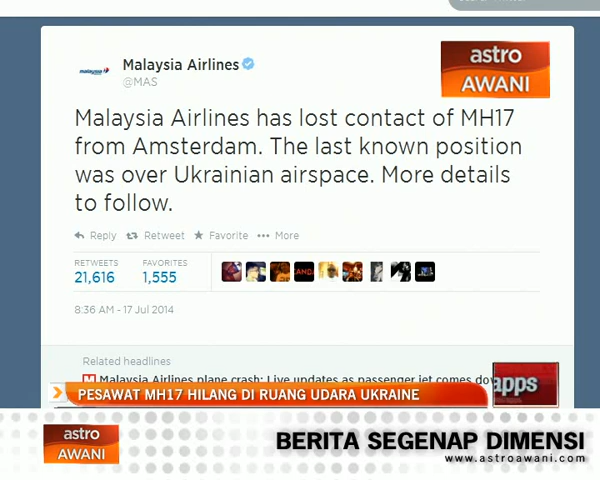 astro
AWANI
Malaysia Airlines
malaysia
@MAS
Malaysia Airlines has lost contact of MH17
from Amsterdam. The last known position
was over Ukrainian airspace. More details
to follow.
Reply Retweet Favorite More
RETWEETS FAVORITES
21,616 1,555
8:36 AM - 17 Jul 2014
Related headlines
Malaysia Airlines plane crash: Live updates as passenger jet comes dow
apps
PESAWAT MH17 HILANG DI RUANG UDARA UKRAINE
astro
AWANI
BERITA SEGENAP DIMENSI
www.astroawani.com